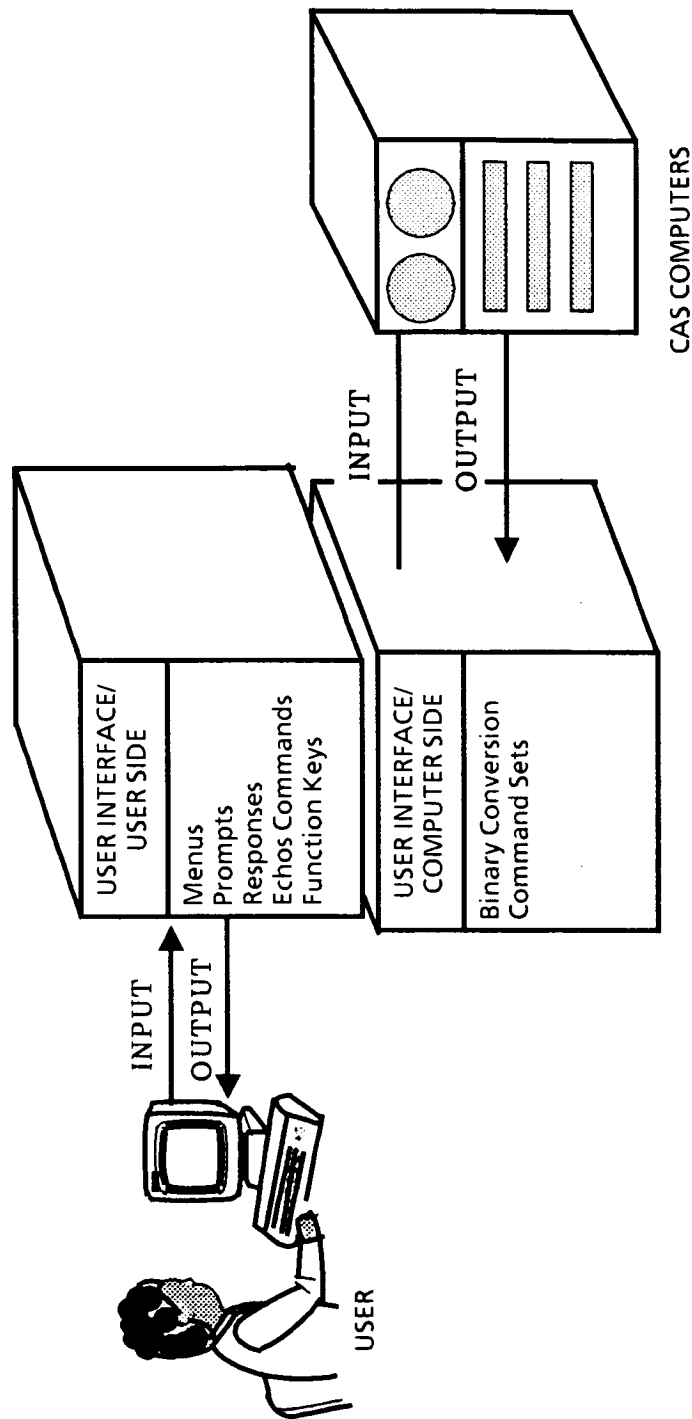 INPUT
OUTPUT
USER
USER INTERFACE/
USER SIDE
Menus
Prompts
Responses
Echos Commands
Function Keys
USER INTERFACE/
COMPUTER SIDE
Binary Conversion
Command Sets
INPUT
OUTPUT
CAS COMPUTERS